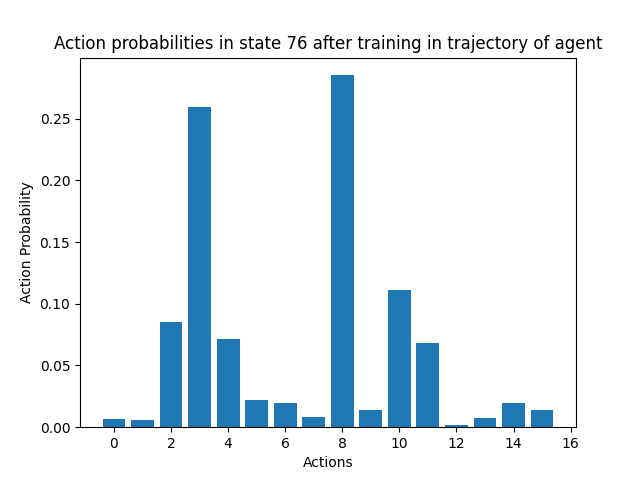 Action probabilities in state 76 after training in trajectory of agent
0.25
0.20
0.15
0.10
0.05
0.00
Action Probability
0 2 4 6 8 10 12 14 16
Actions